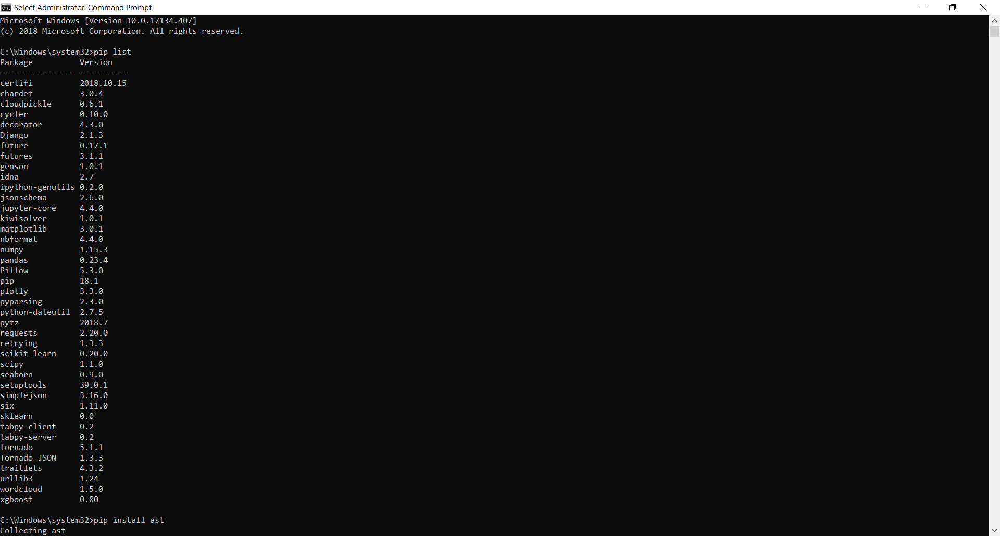 Select Administrator: Command Prompt
Microsoft Windows [Version 10.0.17134.407]
(c) 2018 Microsoft Corporation. All rights reserved.
C:\Windows\system32>pip list
Package          Version
---------------- ----------
certifi          2018.10.15
chardet          3.0.4
cloudpickle      0.6.1
cycler           0.10.0
decorator        4.3.0
Django           2.1.3
future           0.17.1
futures          3.1.1
genson           1.0.1
idna             2.7
ipython-genutils 0.2.0
jsonschema       2.6.0
jupyter-core     4.4.0
kiwisolver       1.0.1
matplotlib       3.0.1
nbformat         4.4.0
numpy            1.15.3
pandas           0.23.4
Pillow           5.3.0
pip              18.1
plotly           3.3.0
pyparsing        2.3.0
python-dateutil  2.7.5
pytz             2018.7
requests         2.20.0
retrying         1.3.3
scikit-learn     0.20.0
scipy            1.1.0
seaborn          0.9.0
setuptools       39.0.1
simplejson       3.16.0
six              1.11.0
sklearn          0.0
tabpy-client     0.2
tabpy-server     0.2
tornado          5.1.1
Tornado-JSON     1.3.3
traitlets        4.3.2
urllib3          1.24
wordcloud        1.5.0
xgboost          0.80
C:\Windows\system32>pip install ast
Collecting ast